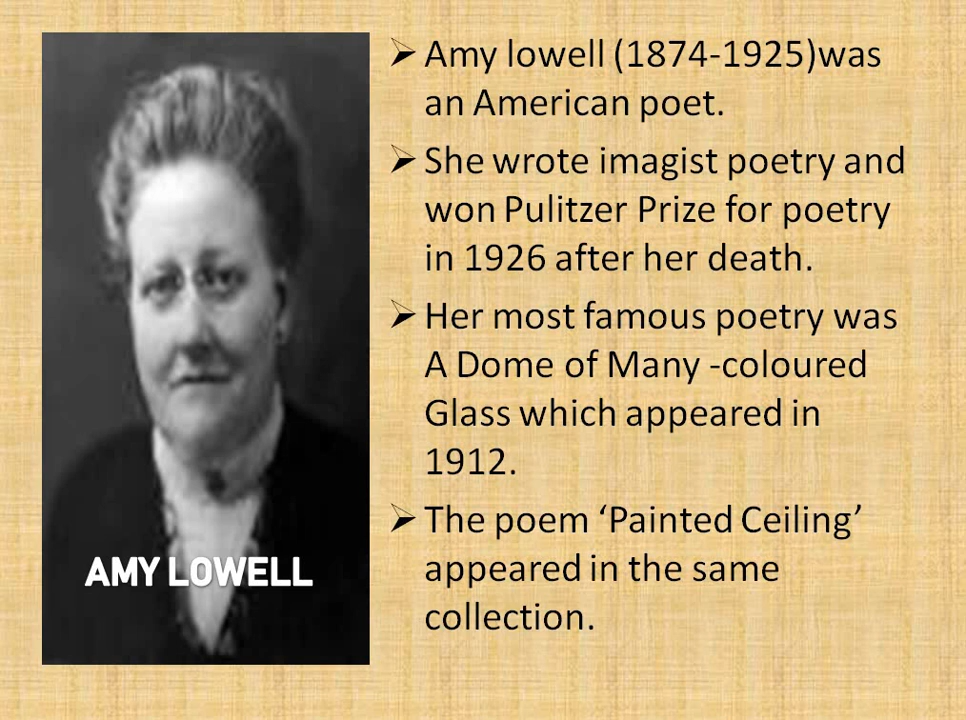 Amy lowell (1874-1925)was
an American poet.
She wrote imagist poetry and
won Pulitzer Prize for poetry
in 1926 after her death.
Her most famous poetry was
A Dome of Many -coloured
Glass which appeared in
1912.
The poem ‘Painted Ceiling’
appeared in the same
collection.
AMY LOWELL